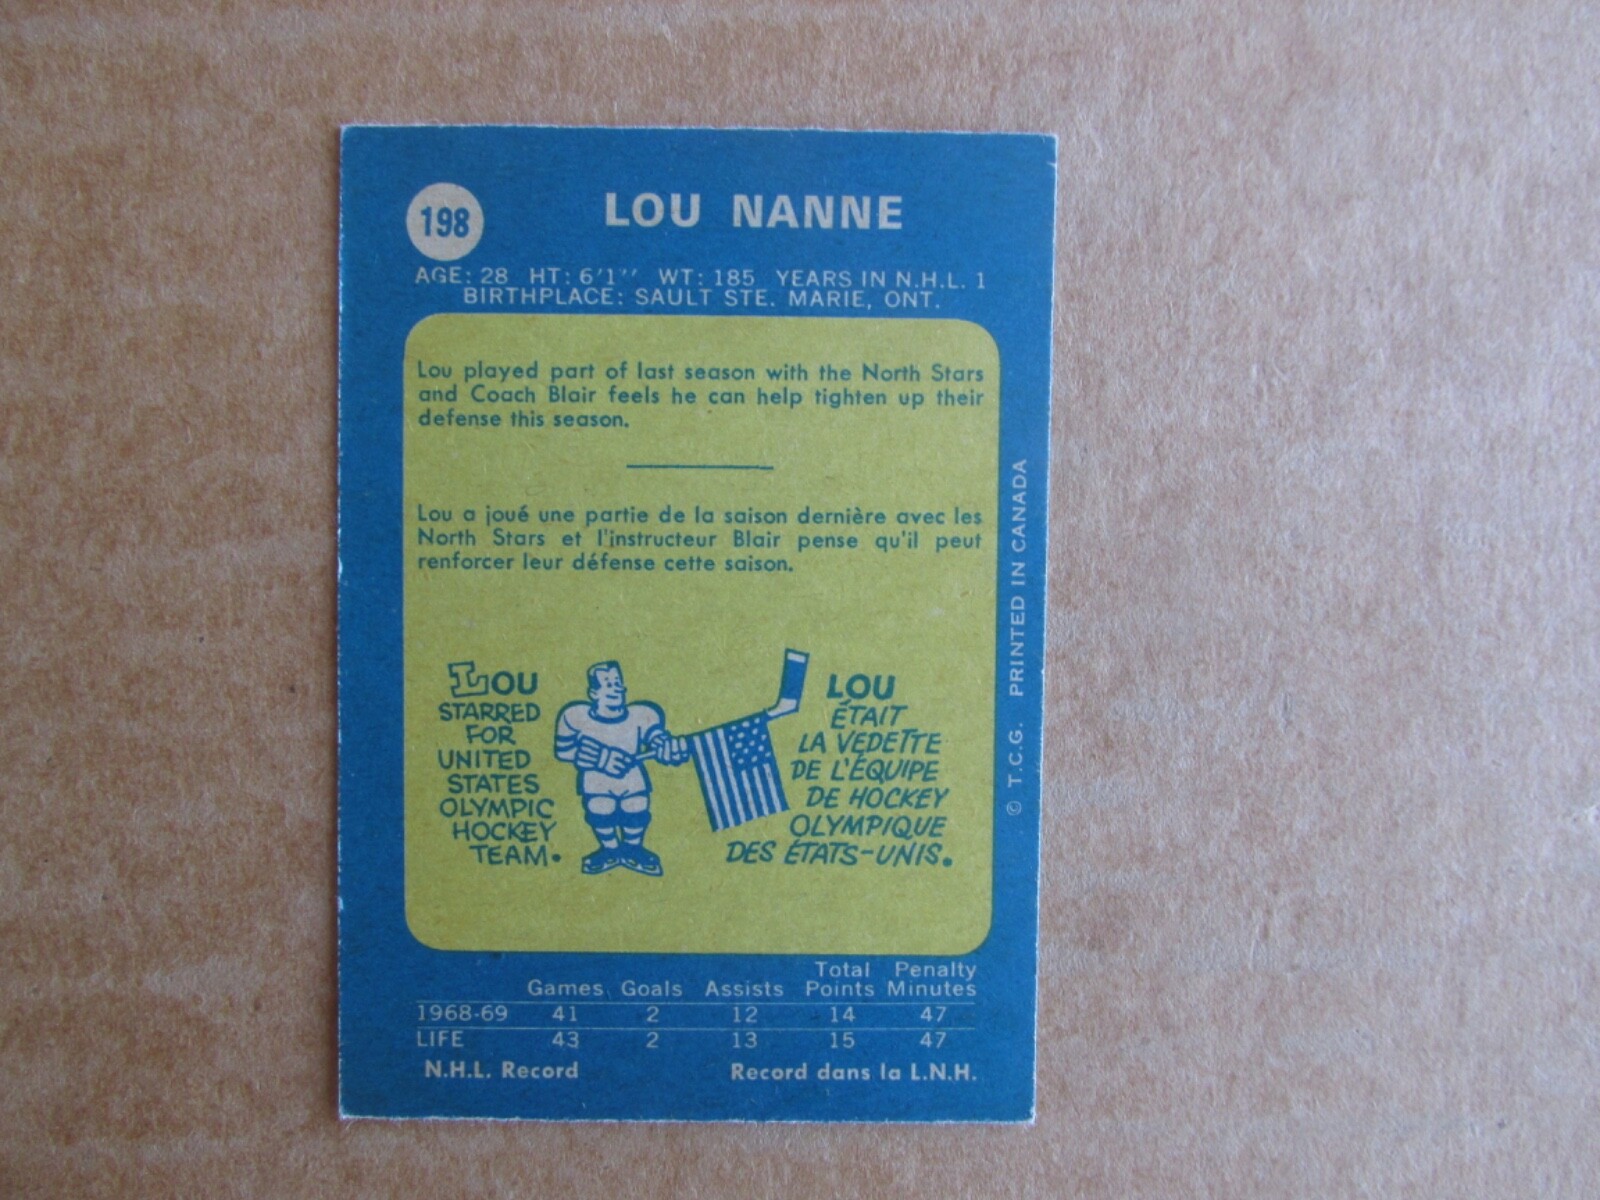 198
LOU NANNE
AGE: 28 HT: 6'1'' WT: 185 YEARS IN N.H.L. 1
BIRTHPLACE: SAULT STE. MARIE, ONT.
Lou played part of last season with the North Stars
and Coach Blair feels he can help tighten up their
defense this season.
Lou a joué une partie de la saison dernière avec les
North Stars et l'instructeur Blair pense qu'il peut
renforcer leur défense cette saison.
LOU
STARRED
FOR
UNITED
STATES
OLYMPIC
HOCKEY
TEAM.
LOU
ÉTAIT
LA VEDETTE
DE L'ÉQUIPE
DE HOCKEY
OLYMPIQUE
DES ÉTATS-UNIS.
© T.C.G. PRINTED IN CANADA
Total Penalty
Games Goals Assists Points Minutes
1968-69 41 2 12 14 47
LIFE 43 2 13 15 47
N.H.L. Record Record dans la L.N.H.